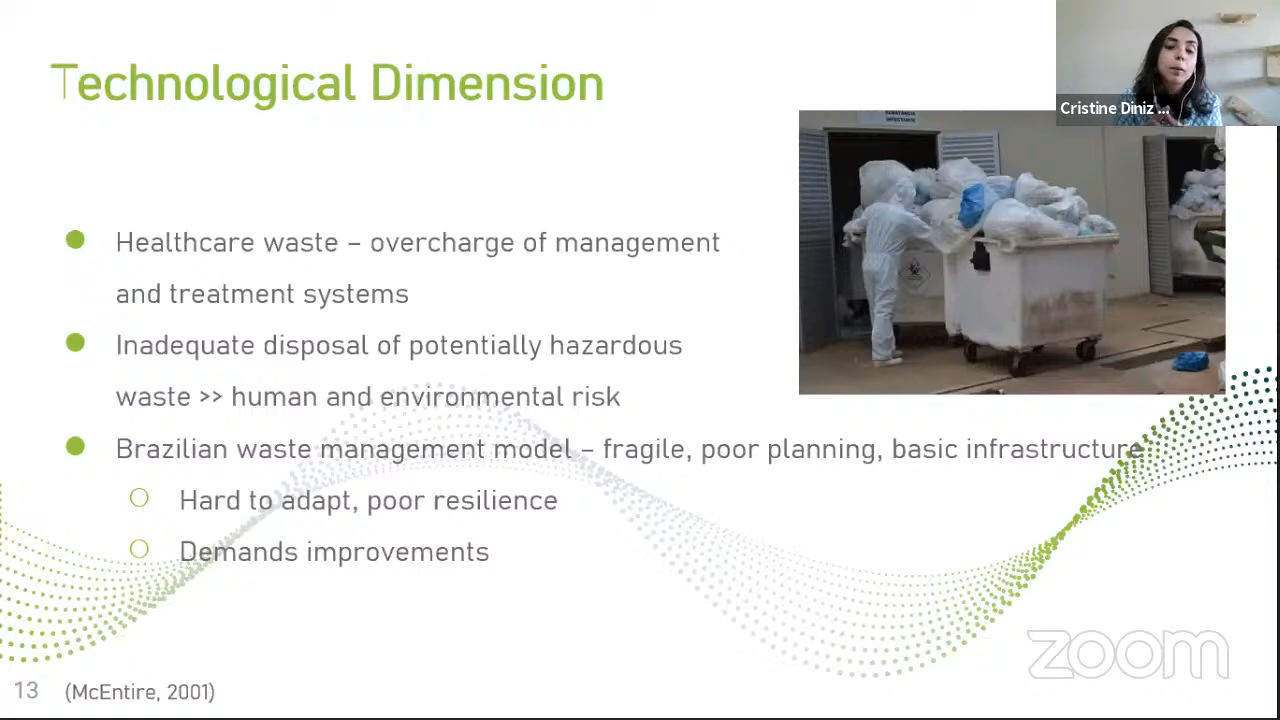 Technological Dimension
Cristine Diniz ...
SUBSTÂNCIA
INFECTANTE
Healthcare waste – overcharge of management
and treatment systems
Inadequate disposal of potentially hazardous
waste >> human and environmental risk
Brazilian waste management model – fragile, poor planning, basic infrastructure
Hard to adapt, poor resilience
Demands improvements
zoom
13 (McEntire, 2001)